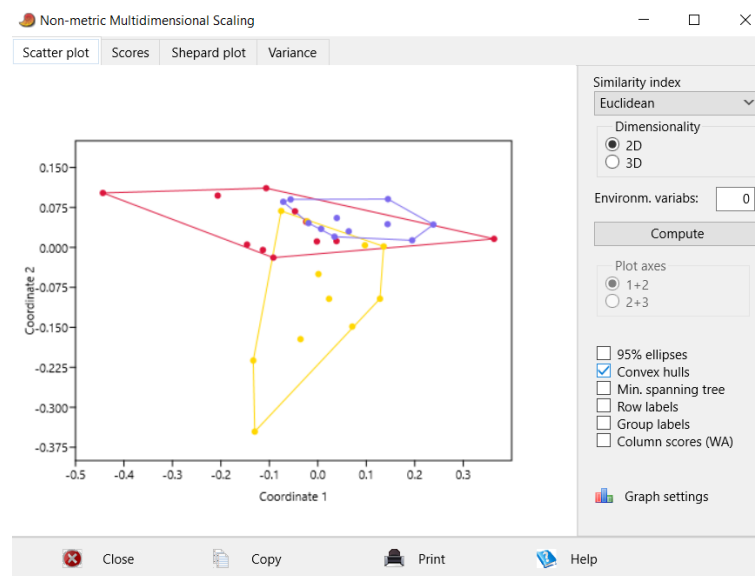 Non-metric Multidimensional Scaling
Scatter plot
Scores
Shepard plot
Variance
Similarity index
Euclidean
Dimensionality
2D
3D
Environm. variabs:
0
Compute
Plot axes
1+2
2+3
95% ellipses
Convex hulls
Min. spanning tree
Row labels
Group labels
Column scores (WA)
Graph settings
0.150
0.075
0.000
-0.075
-0.150
-0.225
-0.300
-0.375
Coordinate 2
-0.5 -0.4 -0.3 -0.2 -0.1 0.0 0.1 0.2 0.3
Coordinate 1
Close
Copy
Print
Help